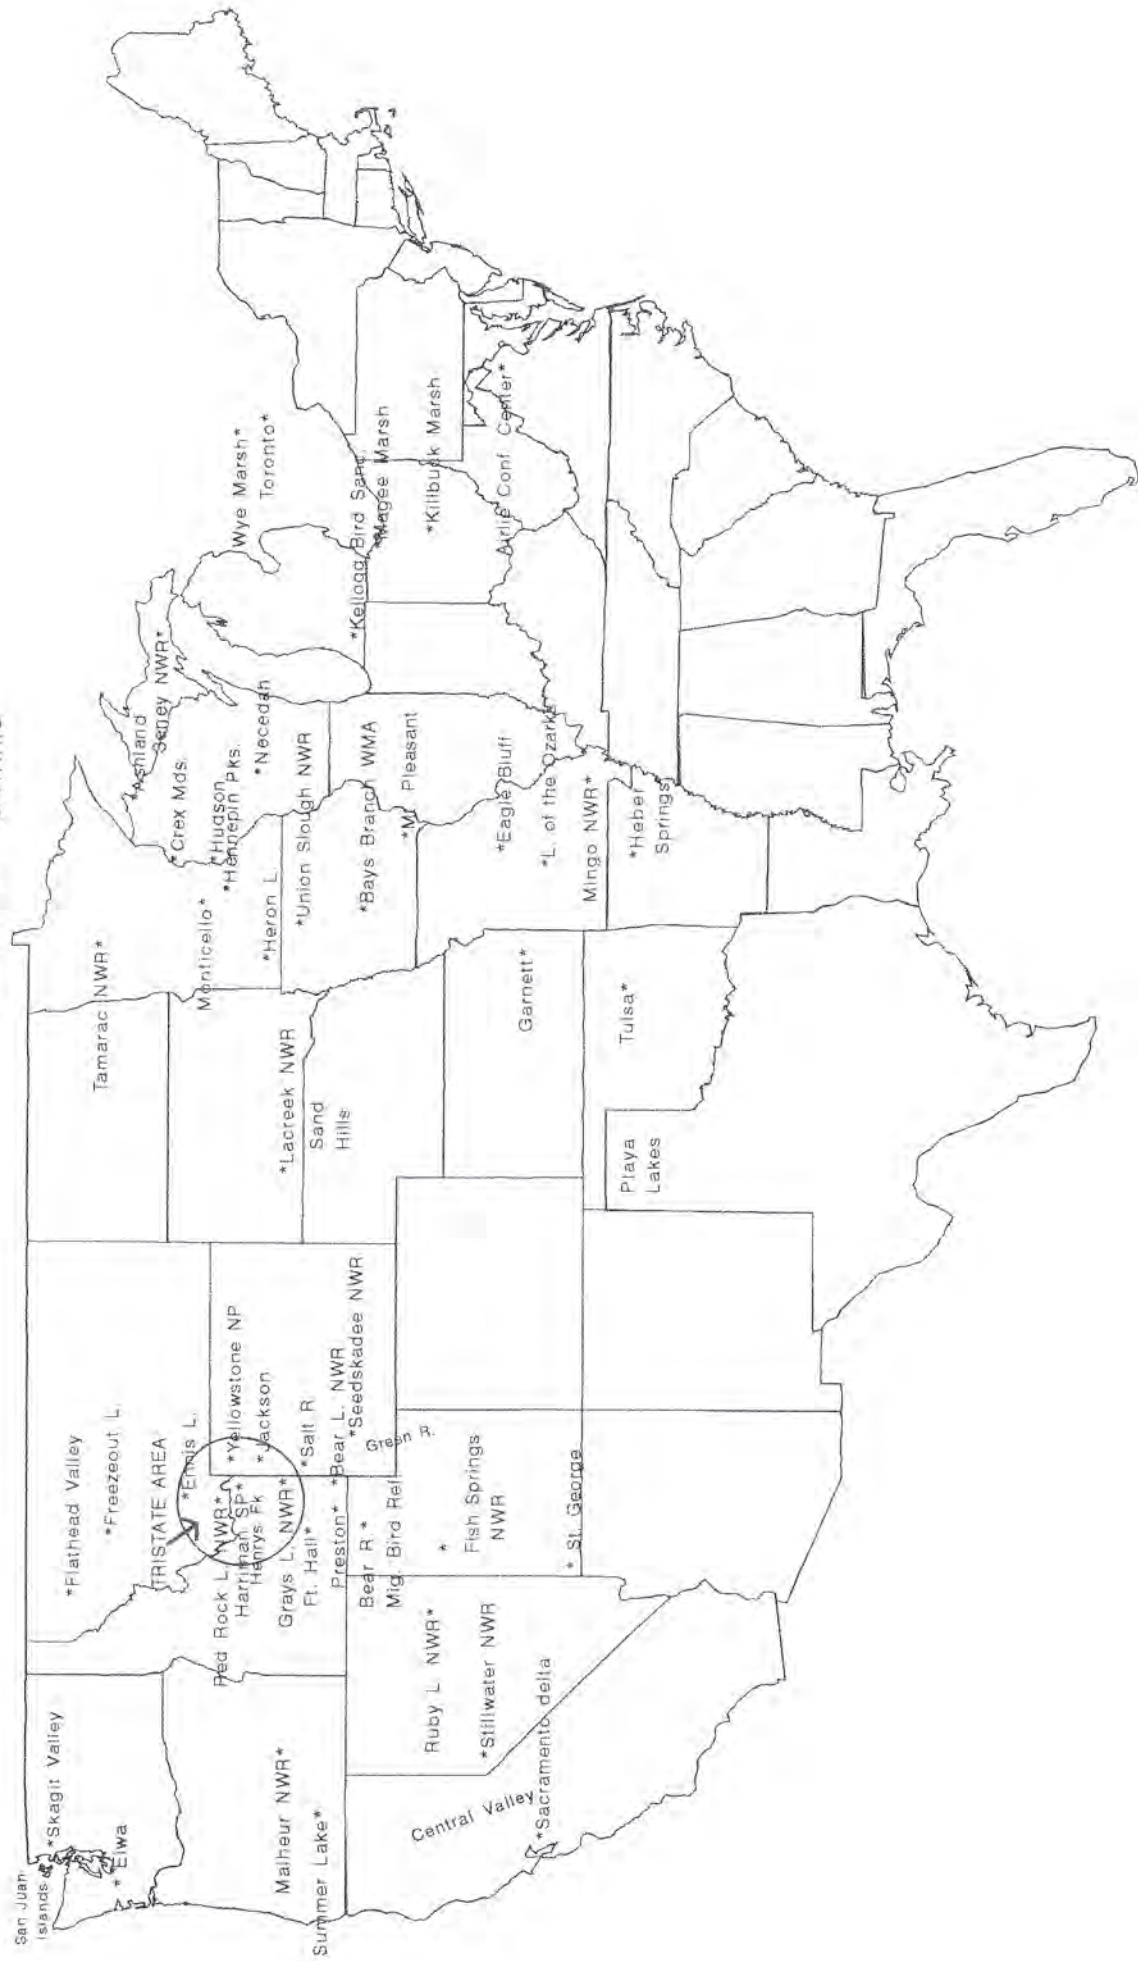 San Juan
Islands
*Skagit Valley
*Elwa
Malheur NWR*
Summer Lake*
Central Valley
*Sacramento delta
*Flathead Valley
*Freezeout L.
TRISTATE AREA
*Ennis L.
Red Rock L. NWR*
*Yellowstone NP
Harriman SP*
Henrys Fk
*Jackson
Grays L. NWR*
Ft. Hall*
*Salt R
Preston*
*Bear L. NWR
*Seedskadee NWR
Bear R *
Mig. Bird Ref
Green R.
Ruby L NWR*
*Stillwater NWR
*
Fish Springs
NWR
* St. George
Tamarac NWR*
Monticello*
*Lacreek NWR
Sand
Hills
*Heron L.
*Union Slough NWR
*Bays Branch WMA
*Mt Pleasant
Garnett*
Tulsa*
Playa
Lakes
*Ashland
Seney NWR*
*Crex Mds.
*Hudson
*Hennepin Pks.
*Necedah
*Eagle Bluff
*L. of the Ozarks
Mingo NWR*
*Heber
Springs
Wye Marsh*
Toronto*
*Kellogg Bird Sanc.
*Magee Marsh
*Killbuck Marsh
Airlie Conf. Center*